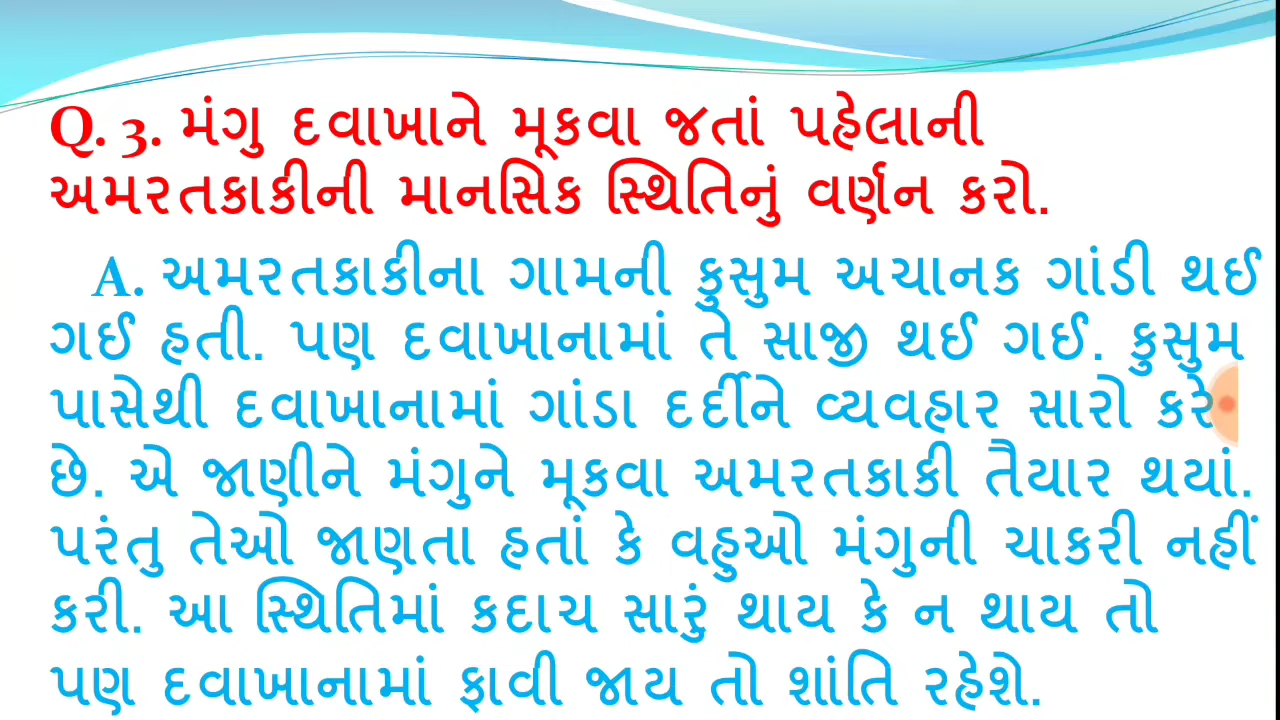 Q. 3. મંગુ દવાખાને મૂકવા જતાં પહેલાની
અમરતકાકીની માનસિક સ્થિતિનું વર્ણન કરો.
A. અમરતકાકીના ગામની કુસુમ અચાનક ગાંડી થઈ
ગઈ હતી. પણ દવાખાનામાં તે સાજી થઈ ગઈ. કુસુમ
પાસેથી દવાખાનામાં ગાંડા દર્દીને વ્યવહાર સારો કરે
છે. એ જાણીને મંગુને મૂકવા અમરતકાકી તૈયાર થયાં.
પરંતુ તેઓ જાણતા હતાં કે વહુઓ મંગુની ચાકરી નહીં
કરી. આ સ્થિતિમાં કદાચ સારું થાય કે ન થાય તો
પણ દવાખાનામાં ફાવી જાય તો શાંતિ રહેશે.